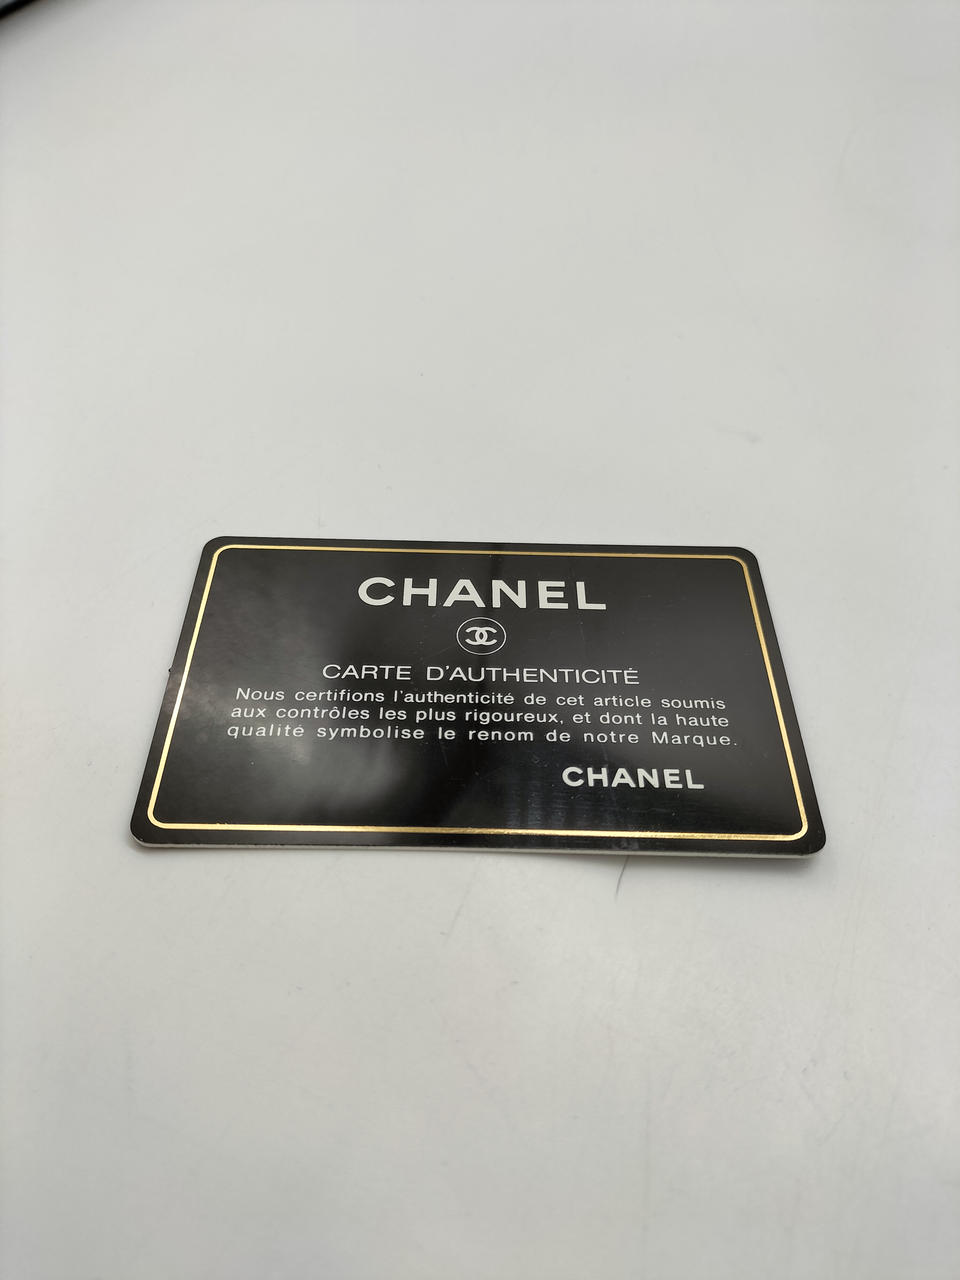 CHANEL
CARTE D'AUTHENTICITÉ
Nous certifions l'authenticité de cet article soumis
aux contrôles les plus rigoureux, et dont la haute
qualité symbolise le renom de notre Marque.
CHANEL